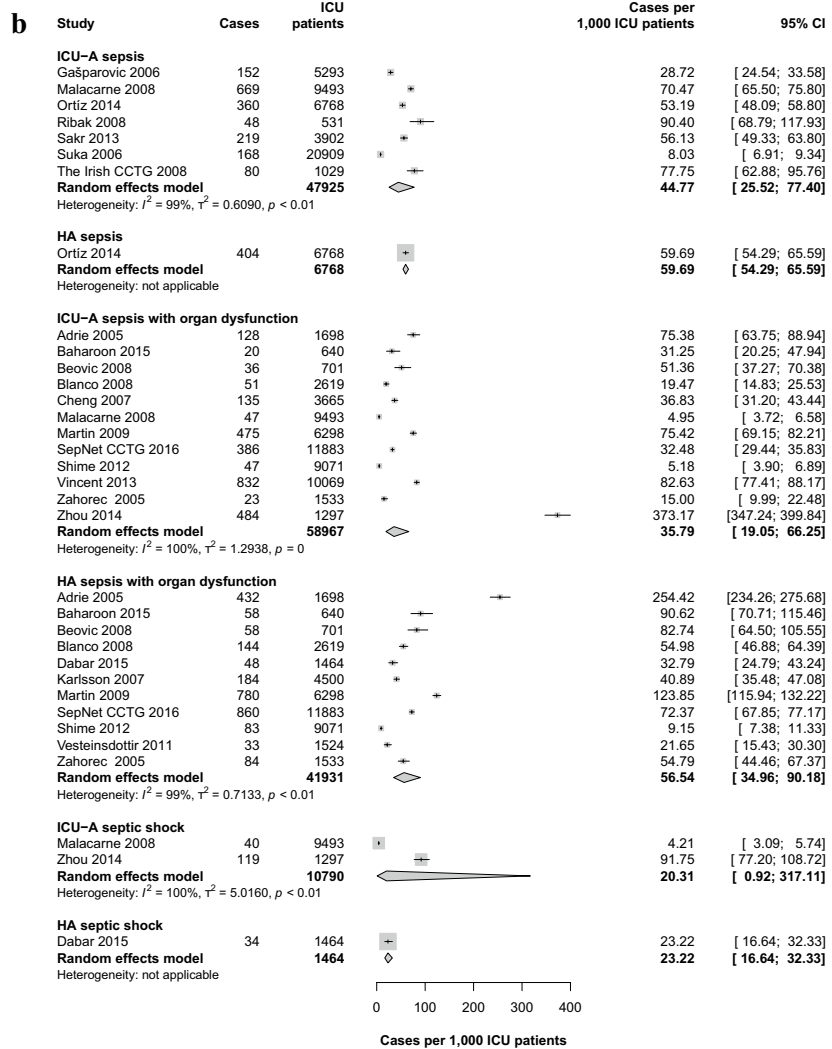 b
Study Cases ICU patients Cases per 1,000 ICU patients 95% CI
ICU−A sepsis
Gašparovic 2006 152 5293 28.72 [ 24.54; 33.58]
Malacarne 2008 669 9493 70.47 [ 65.50; 75.80]
Ortíz 2014 360 6768 53.19 [ 48.09; 58.80]
Ribak 2008 48 531 90.40 [ 68.79; 117.93]
Sakr 2013 219 3902 56.13 [ 49.33; 63.80]
Suka 2006 168 20909 8.03 [ 6.91; 9.34]
The Irish CCTG 2008 80 1029 77.75 [ 62.88; 95.76]
Random effects model 47925 44.77 [ 25.52; 77.40]
Heterogeneity: I² = 99%, τ² = 0.6090, p < 0.01
HA sepsis
Ortíz 2014 404 6768 59.69 [ 54.29; 65.59]
Random effects model 6768 59.69 [ 54.29; 65.59]
Heterogeneity: not applicable
ICU−A sepsis with organ dysfunction
Adrie 2005 128 1698 75.38 [ 63.75; 88.94]
Baharoon 2015 20 640 31.25 [ 20.25; 47.94]
Beovic 2008 36 701 51.36 [ 37.27; 70.38]
Blanco 2008 51 2619 19.47 [ 14.83; 25.53]
Cheng 2007 135 3665 36.83 [ 31.20; 43.44]
Malacarne 2008 47 9493 4.95 [ 3.72; 6.58]
Martin 2009 475 6298 75.42 [ 69.15; 82.21]
SepNet CCTG 2016 386 11883 32.48 [ 29.44; 35.83]
Shime 2012 47 9071 5.18 [ 3.90; 6.89]
Vincent 2013 832 10069 82.63 [ 77.41; 88.17]
Zahorec 2005 23 1533 15.00 [ 9.99; 22.48]
Zhou 2014 484 1297 373.17 [347.24; 399.84]
Random effects model 58967 35.79 [ 19.05; 66.25]
Heterogeneity: I² = 100%, τ² = 1.2938, p = 0
HA sepsis with organ dysfunction
Adrie 2005 432 1698 254.42 [234.26; 275.68]
Baharoon 2015 58 640 90.62 [ 70.71; 115.46]
Beovic 2008 58 701 82.74 [ 64.50; 105.55]
Blanco 2008 144 2619 54.98 [ 46.88; 64.39]
Dabar 2015 48 1464 32.79 [ 24.79; 43.24]
Karlsson 2007 184 4500 40.89 [ 35.48; 47.08]
Martin 2009 780 6298 123.85 [115.94; 132.22]
SepNet CCTG 2016 860 11883 72.37 [ 67.85; 77.17]
Shime 2012 83 9071 9.15 [ 7.38; 11.33]
Vesteinsdottir 2011 33 1524 21.65 [ 15.43; 30.30]
Zahorec 2005 84 1533 54.79 [ 44.46; 67.37]
Random effects model 41931 56.54 [ 34.96; 90.18]
Heterogeneity: I² = 99%, τ² = 0.7133, p < 0.01
ICU−A septic shock
Malacarne 2008 40 9493 4.21 [ 3.09; 5.74]
Zhou 2014 119 1297 91.75 [ 77.20; 108.72]
Random effects model 10790 20.31 [ 0.92; 317.11]
Heterogeneity: I² = 100%, τ² = 5.0160, p < 0.01
HA septic shock
Dabar 2015 34 1464 23.22 [ 16.64; 32.33]
Random effects model 1464 23.22 [ 16.64; 32.33]
Heterogeneity: not applicable
0 100 200 300 400
Cases per 1,000 ICU patients